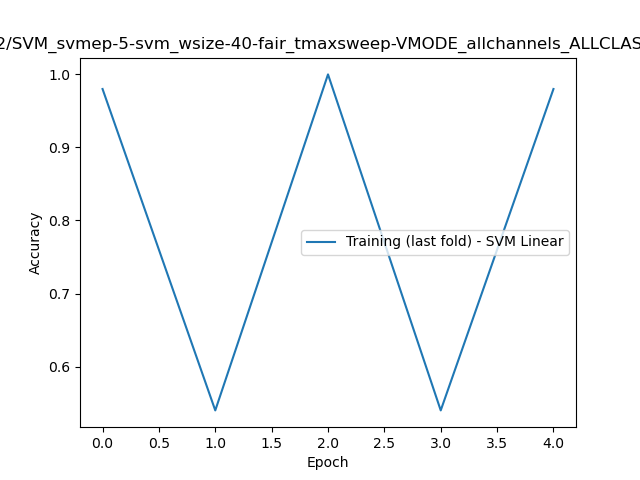 2/SVM_svmep-5-svm_wsize-40-fair_tmaxsweep-VMODE_allchannels_ALLCLAS
1.0
0.9
0.8
0.7
0.6
Accuracy
Training (last fold) - SVM Linear
0.0 0.5 1.0 1.5 2.0 2.5 3.0 3.5 4.0
Epoch